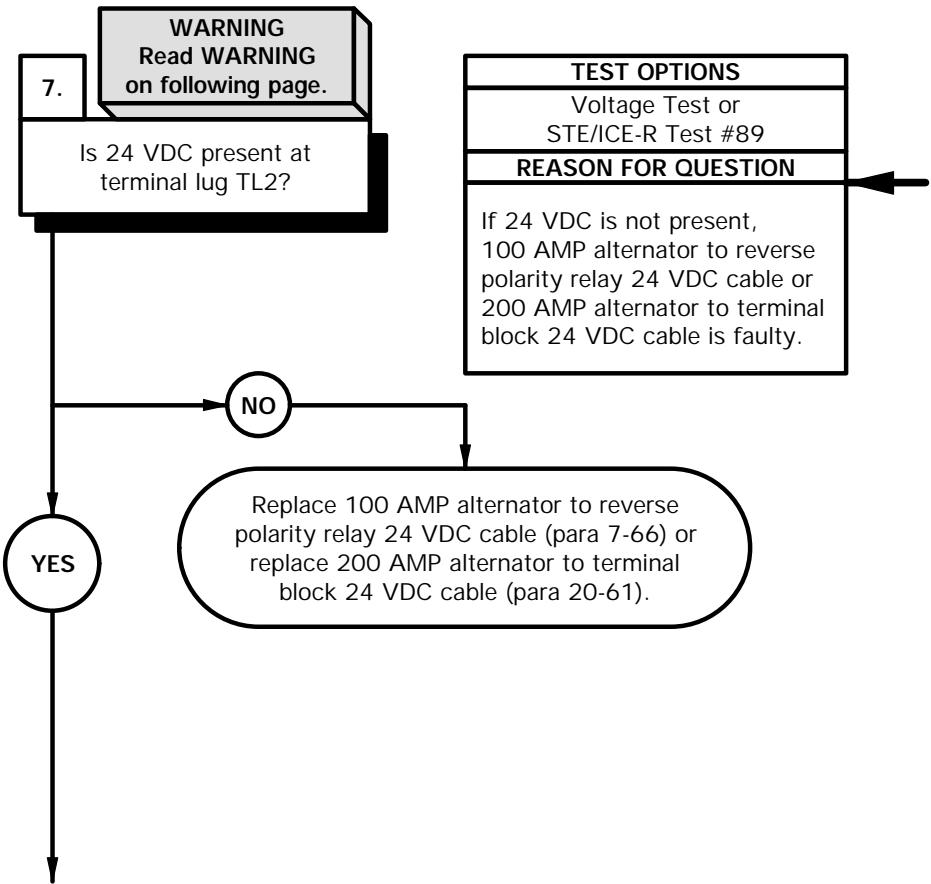 WARNING
Read WARNING
on following page.
7.
Is 24 VDC present at
terminal lug TL2?
TEST OPTIONS
Voltage Test or
STE/ICE-R Test #89
REASON FOR QUESTION
If 24 VDC is not present,
100 AMP alternator to reverse
polarity relay 24 VDC cable or
200 AMP alternator to terminal
block 24 VDC cable is faulty.
NO
Replace 100 AMP alternator to reverse
polarity relay 24 VDC cable (para 7-66) or
replace 200 AMP alternator to terminal
block 24 VDC cable (para 20-61).
YES